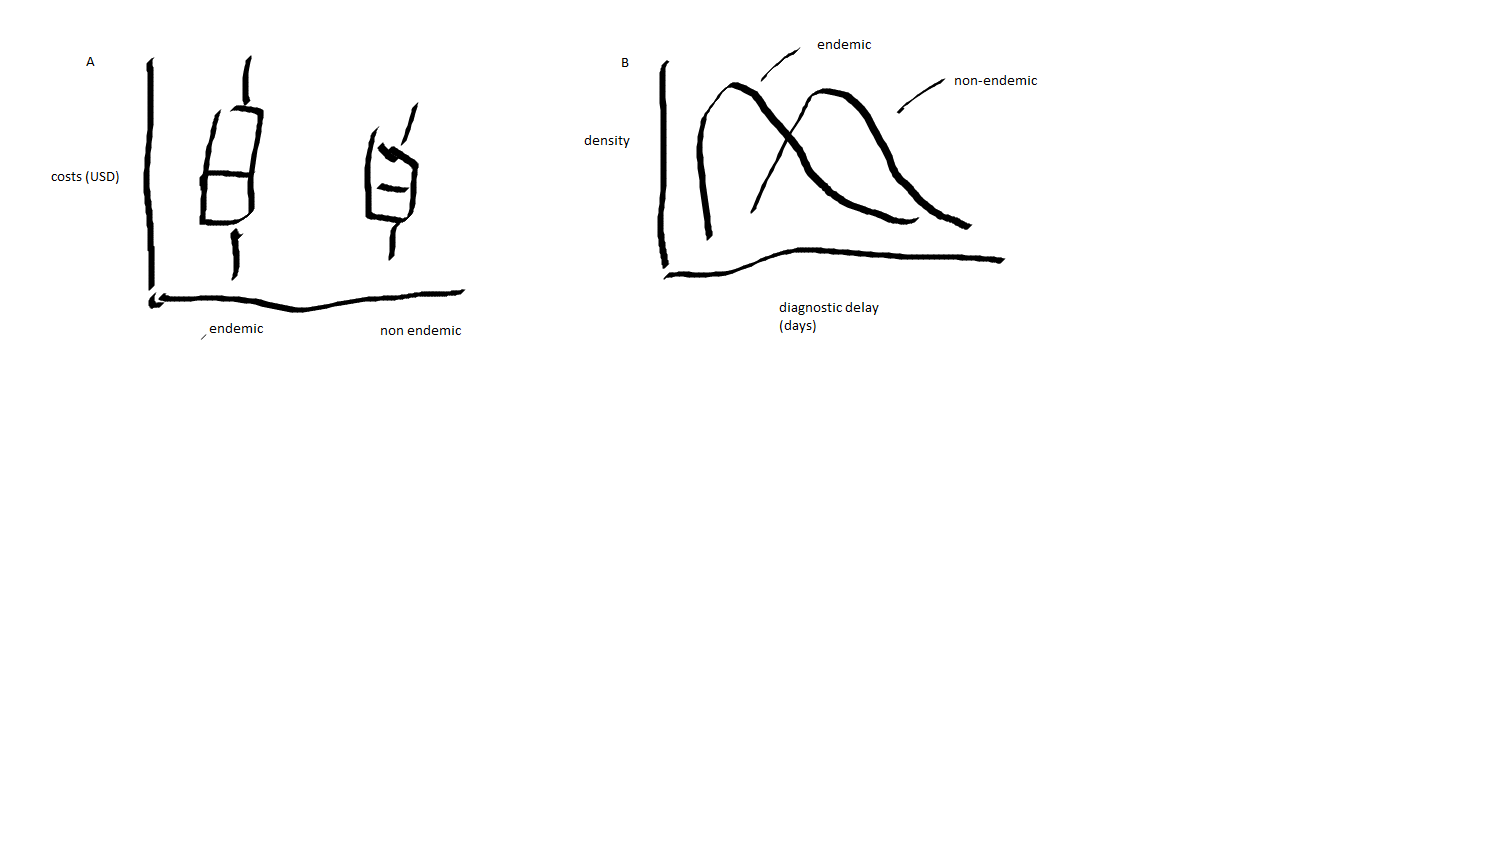 A
costs (USD)
endemic
non endemic
B
endemic
non-endemic
density
diagnostic delay
(days)